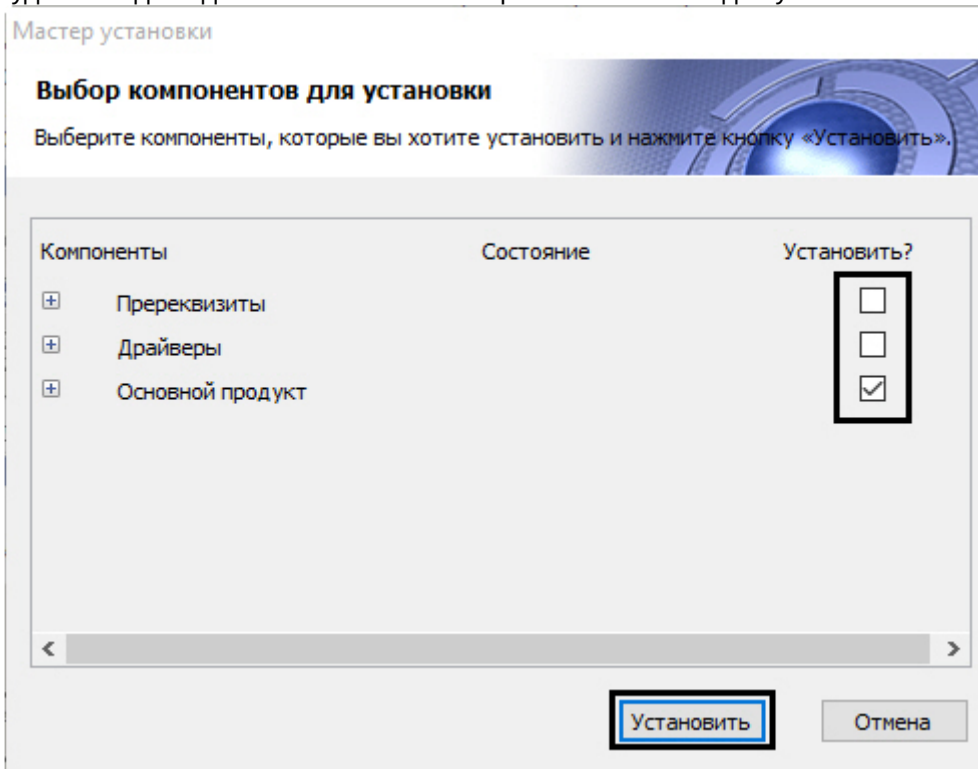 Мастер установки
Выбор компонентов для установки
Выберите компоненты, которые вы хотите установить и нажмите кнопку «Установить».
Компоненты Состояние Установить?
Пререквизиты
Драйверы
Основной продукт
Установить Отмена